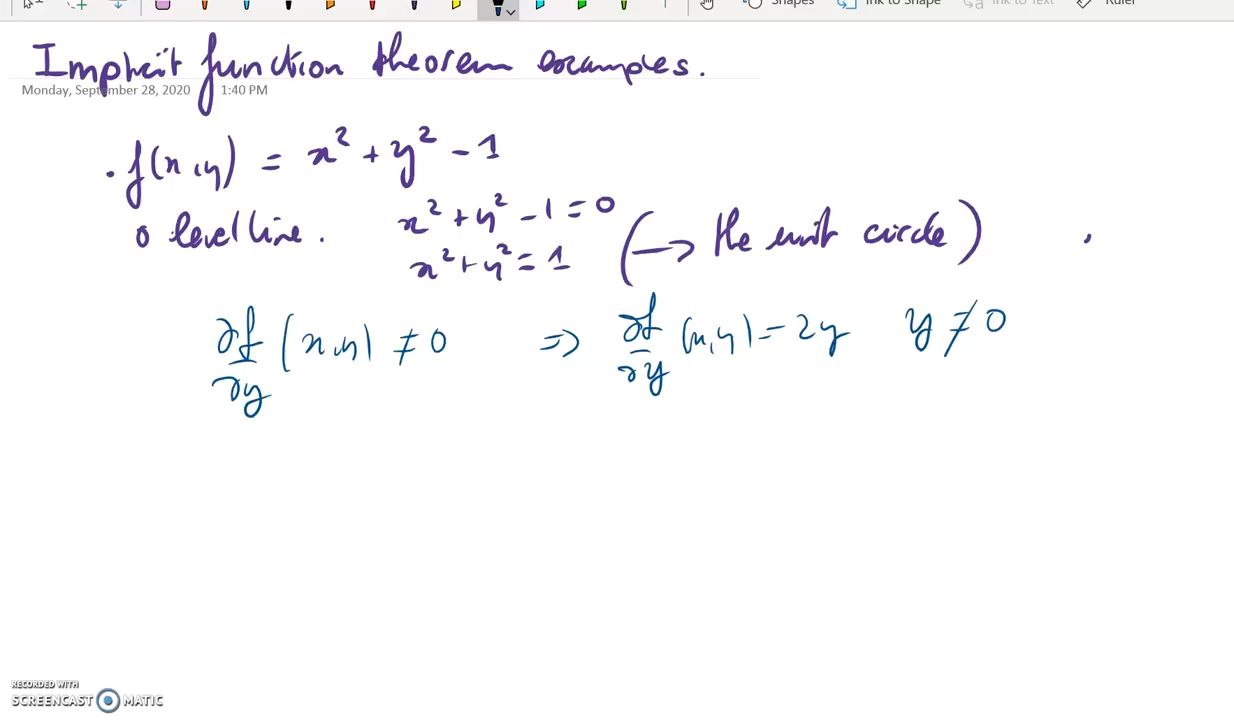 Shapes Ink to Shape Ink to Text Ruler
Implicit function theorem examples.
Monday, September 28, 2020 1:40 PM
. f(x,y) = x² + y² - 1
0 level line. x² + y² - 1 = 0
x² + y² = 1 (→ the unit circle)
∂f/∂y (x,y) ≠ 0 ⇒ ∂f/∂y (x,y) = 2y y ≠ 0
RECORDED WITH
SCREENCAST MATIC